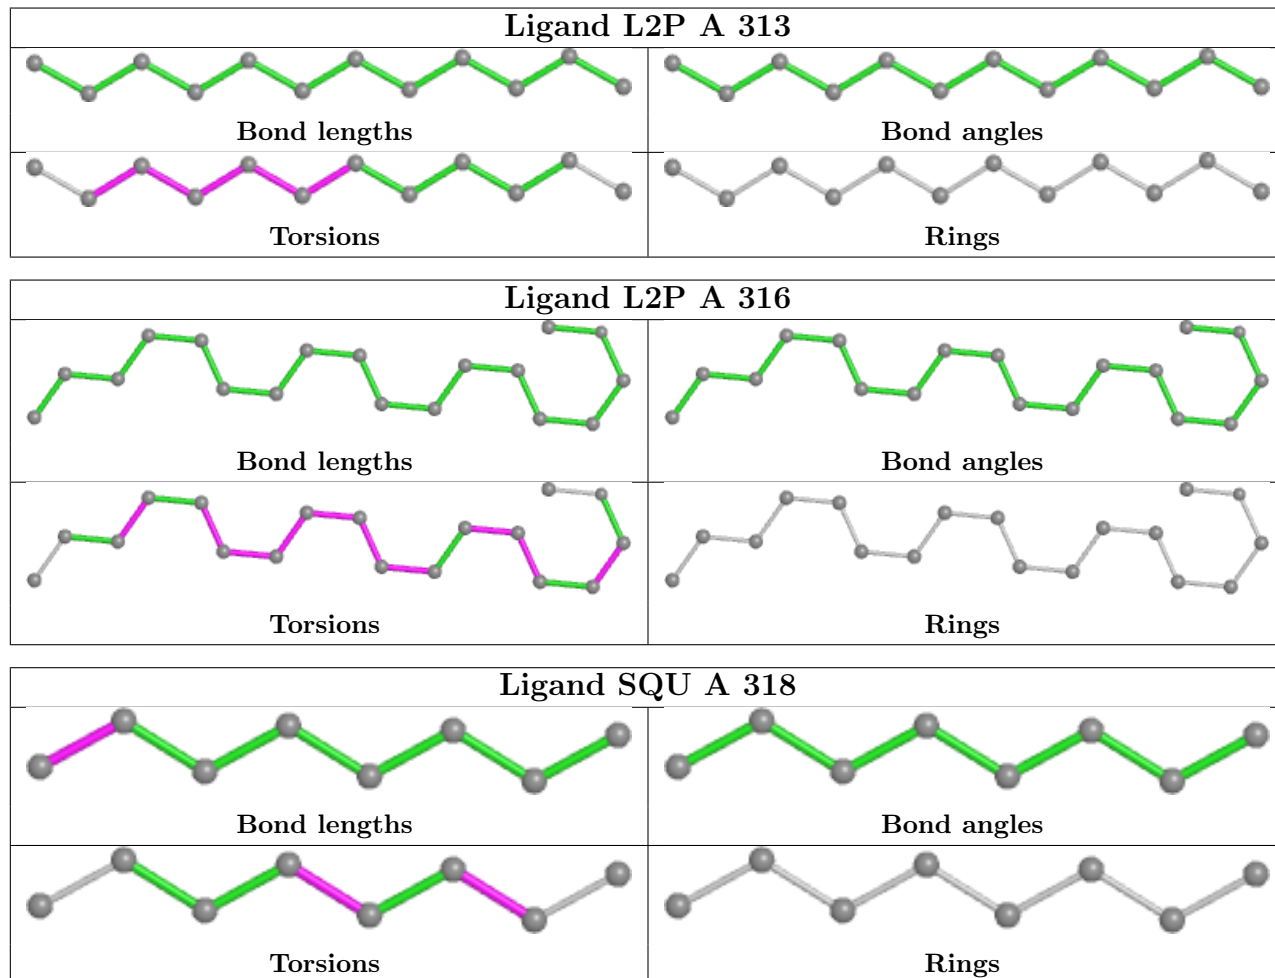 Ligand L2P A 313
Bond lengths
Bond angles
Torsions
Rings
Ligand L2P A 316
Bond lengths
Bond angles
Torsions
Rings
Ligand SQU A 318
Bond lengths
Bond angles
Torsions
Rings